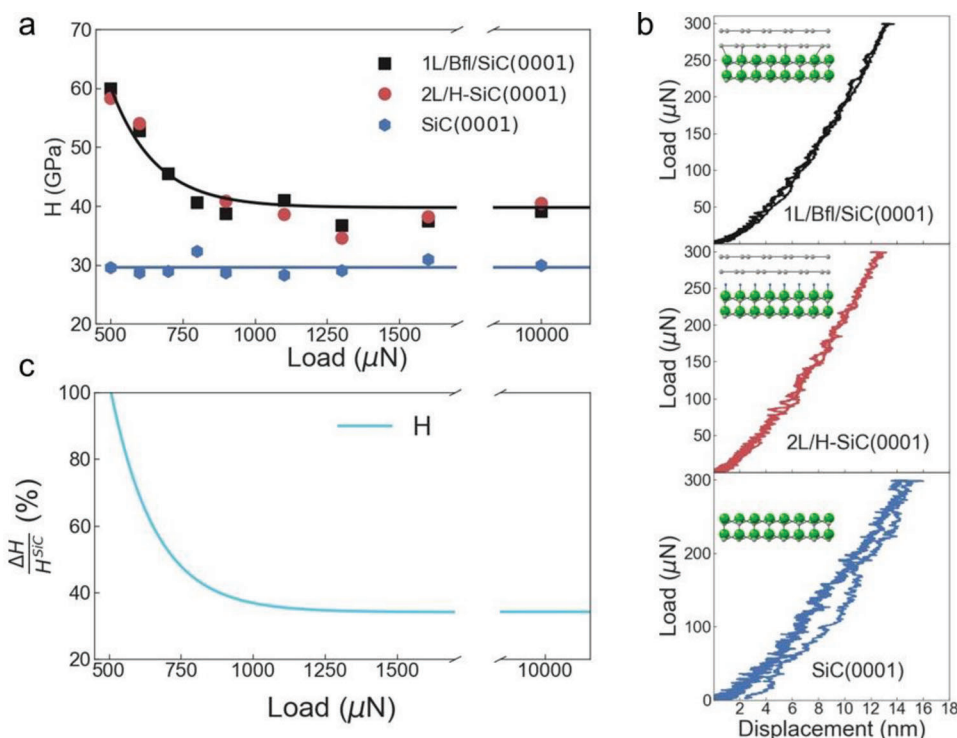 a
H (GPa)
70
60
50
40
30
20
1L/Bfl/SiC(0001)
2L/H-SiC(0001)
SiC(0001)
500 750 1000 1250 1500 10000
Load (μN)
b
Load (μN)
300
250
200
150
100
50
1L/Bfl/SiC(0001)
Load (μN)
300
250
200
150
100
50
2L/H-SiC(0001)
Load (μN)
300
200
100
0
SiC(0001)
2 4 6 8 10 12 14 16 18
Displacement (nm)
c
ΔH/H^SiC (%)
100
80
60
40
20
H
500 750 1000 1250 1500 10000
Load (μN)